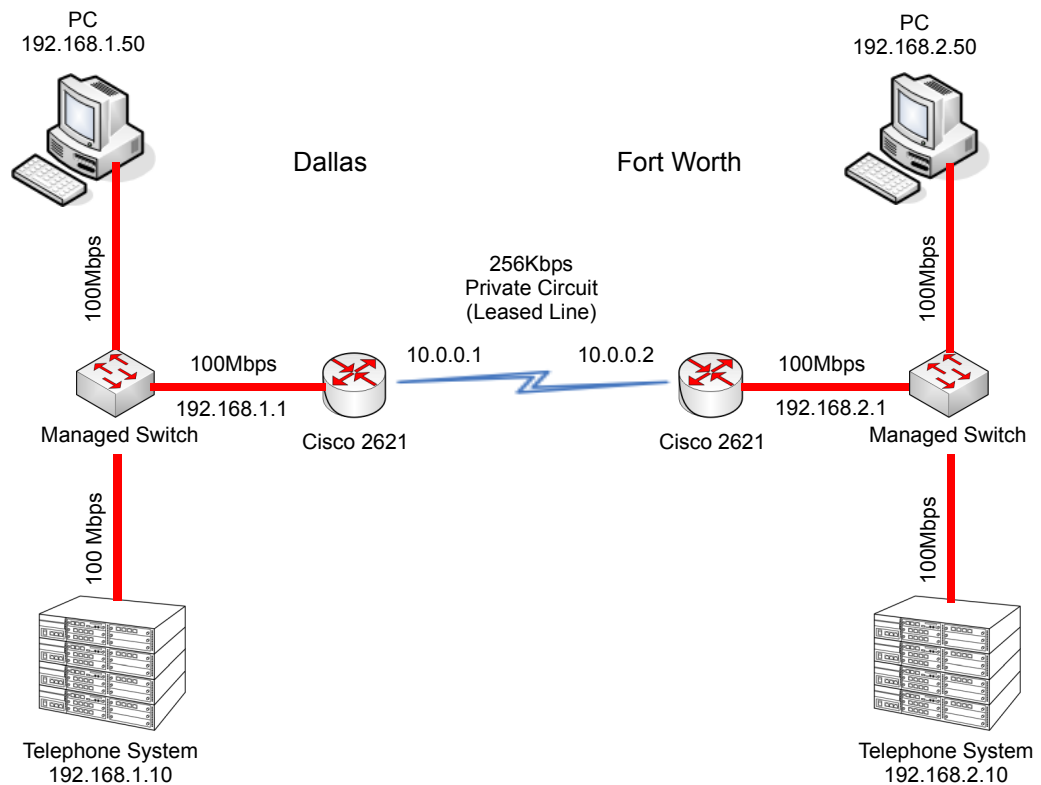 PC
192.168.1.50
PC
192.168.2.50
Dallas
Fort Worth
100Mbps
100Mbps
256Kbps
Private Circuit
(Leased Line)
100Mbps
10.0.0.1
10.0.0.2
100Mbps
192.168.1.1
192.168.2.1
Managed Switch
Cisco 2621
Cisco 2621
Managed Switch
100 Mbps
100Mbps
Telephone System
192.168.1.10
Telephone System
192.168.2.10